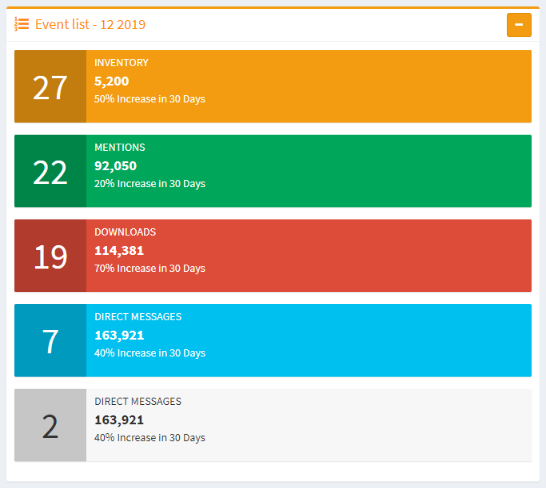 Event list - 12 2019
27
INVENTORY
5,200
50% Increase in 30 Days
22
MENTIONS
92,050
20% Increase in 30 Days
19
DOWNLOADS
114,381
70% Increase in 30 Days
7
DIRECT MESSAGES
163,921
40% Increase in 30 Days
2
DIRECT MESSAGES
163,921
40% Increase in 30 Days